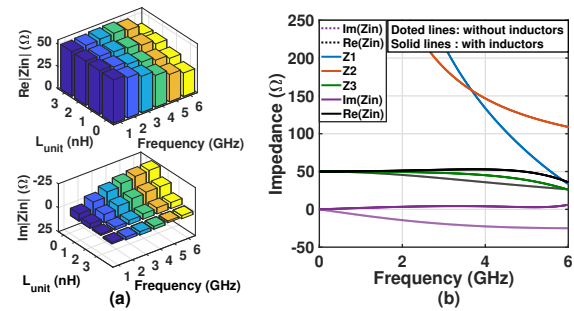 Re|Zin| (Ω)
50
25
0
3
2
1
0
L_unit (nH)
1
2
3
4
5
6
Frequency (GHz)
Im|Zin| (Ω)
-25
0
25
0
1
2
3
L_unit (nH)
1
2
3
4
5
6
Frequency (GHz)
(a)
Impedance (Ω)
300
250
200
150
100
50
0
-50
Im(Zin)
Re(Zin)
Z1
Z2
Z3
Im(Zin)
Re(Zin)
Doted lines: without inductors
Solid lines : with inductors
0
2
4
6
Frequency (GHz)
(b)